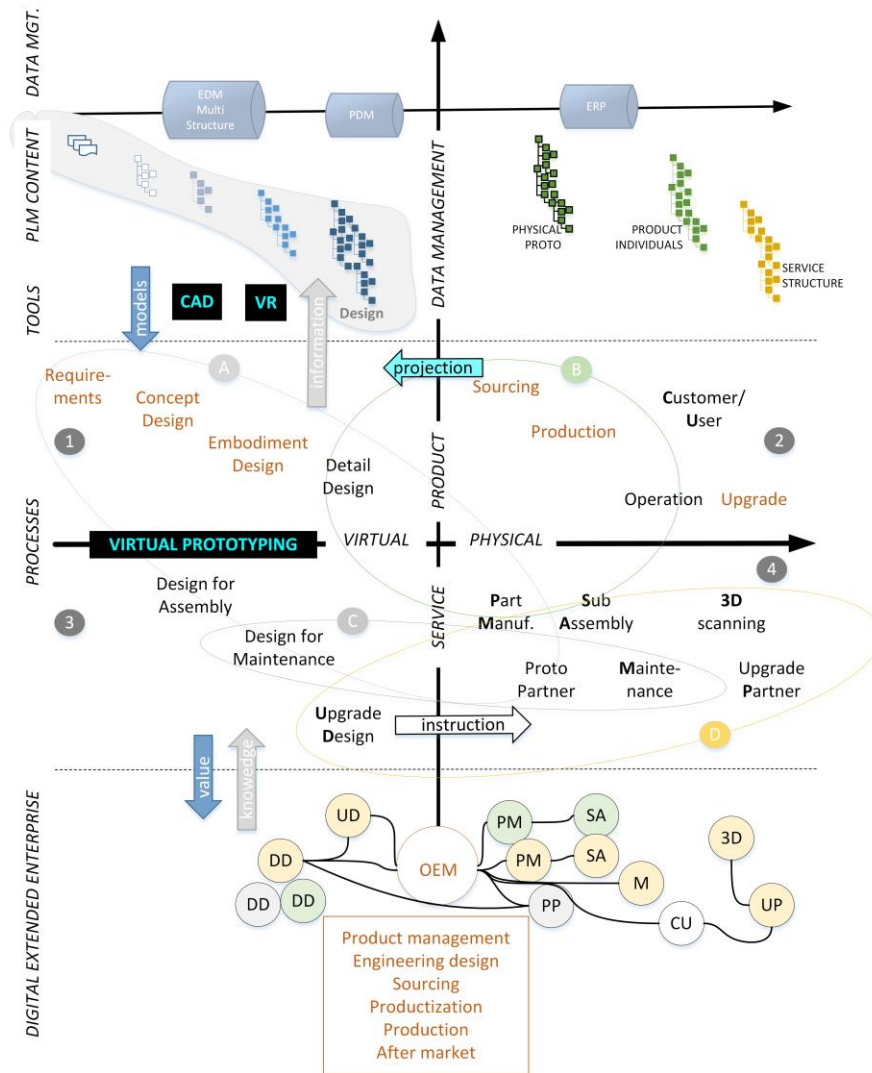 DATA MGT.
EDM
Multi
Structure
PDM
ERP
PLM CONTENT
DATA MANAGEMENT
PHYSICAL
PROTO
PRODUCT
INDIVIDUALS
SERVICE
STRUCTURE
TOOLS
models
CAD
VR
information
Design
A
projection
B
Sourcing
Require-
ments
Concept
Design
Customer/
User
1
Embodiment
Design
Production
2
Detail
Design
PRODUCT
Operation
Upgrade
PROCESSES
VIRTUAL PROTOTYPING
VIRTUAL
PHYSICAL
4
Design for
Assembly
3
C
SERVICE
Part
Manuf.
Sub
Assembly
3D
scanning
Design for
Maintenance
Proto
Partner
Mainte-
nance
Upgrade
Partner
Upgrade
Design
instruction
D
value
knowedge
DIGITAL EXTENDED ENTERPRISE
UD
PM
SA
3D
DD
OEM
PM
SA
M
DD
DD
PP
CU
UP
Product management
Engineering design
Sourcing
Productization
Production
After market